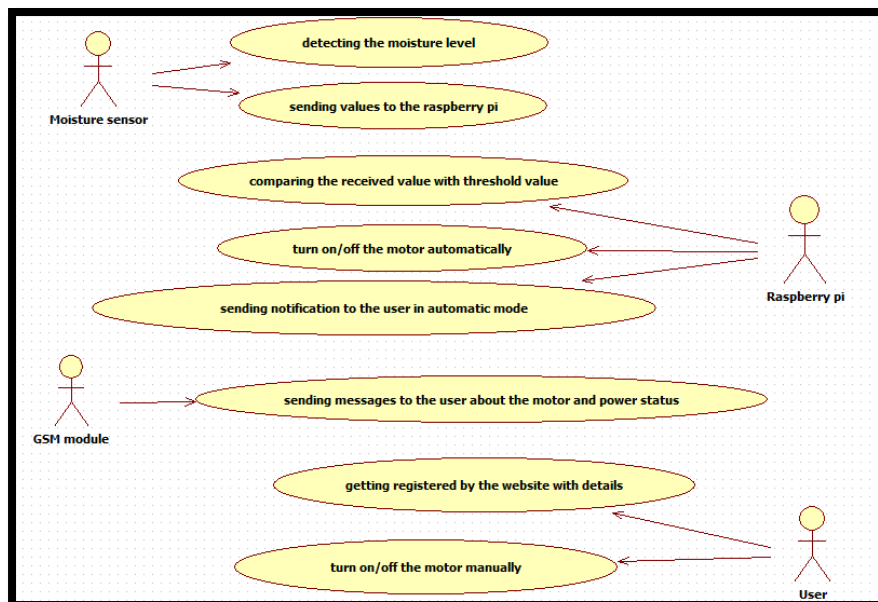 detecting the moisture level
sending values to the raspberry pi
Moisture sensor
comparing the received value with threshold value
turn on/off the motor automatically
Raspberry pi
sending notification to the user in automatic mode
sending messages to the user about the motor and power status
GSM module
getting registered by the website with details
turn on/off the motor manually
User